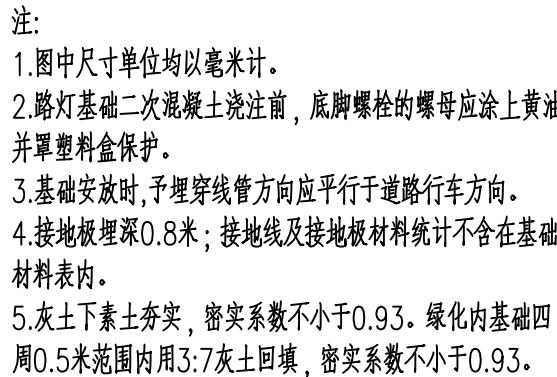 注:
1.图中尺寸单位均以毫米计。
2.路灯基础二次混凝土浇注前，底脚螺栓的螺母应涂上黄油
并罩塑料盒保护。
3.基础安放时,予埋穿线管方向应平行于道路行车方向。
4.接地极埋深0.8米；接地线及接地极材料统计不含在基础
材料表内。
5.灰土下素土夯实，密实系数不小于0.93。绿化内基础四
周0.5米范围内用3:7灰土回填，密实系数不小于0.93。